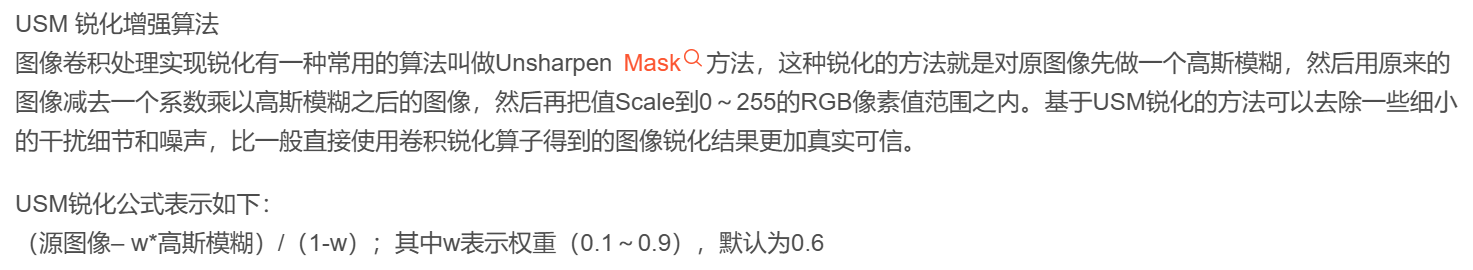 USM 锐化增强算法
图像卷积处理实现锐化有一种常用的算法叫做Unsharpen Mask方法，这种锐化的方法就是对原图像先做一个高斯模糊，然后用原来的
图像减去一个系数乘以高斯模糊之后的图像，然后再把值Scale到0～255的RGB像素值范围之内。基于USM锐化的方法可以去除一些细小
的干扰细节和噪声，比一般直接使用卷积锐化算子得到的图像锐化结果更加真实可信。
USM锐化公式表示如下：
（源图像– w*高斯模糊）/（1-w）；其中w表示权重（0.1～0.9），默认为0.6